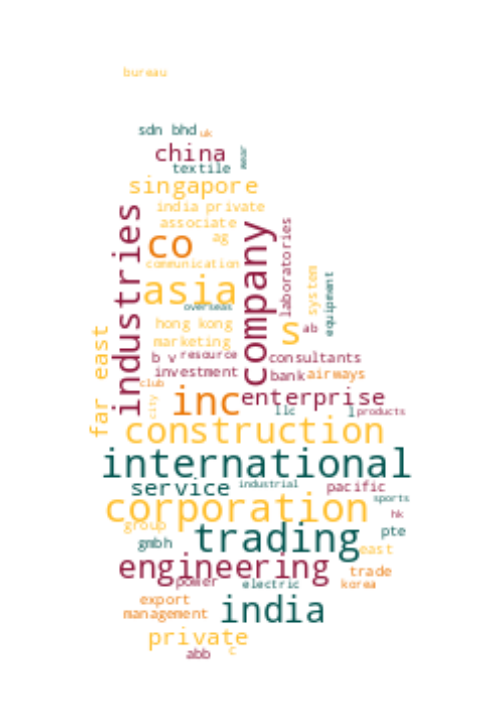 bureau
sdn bhd uk
china wear
textile
singapore
india private
associate
co ag
industries
company
laboratories
communication
asia
system
equipment
overseas
hong kong
s ab
marketing
far east
b v resource consultants
investment bank airways
club
city
inc enterprise
llc l products
construction
international
service industrial pacific
corporation sports
hk
group
trading pte
gmbh
east
engineering trade
power electric korea
export
management india
private
abb c